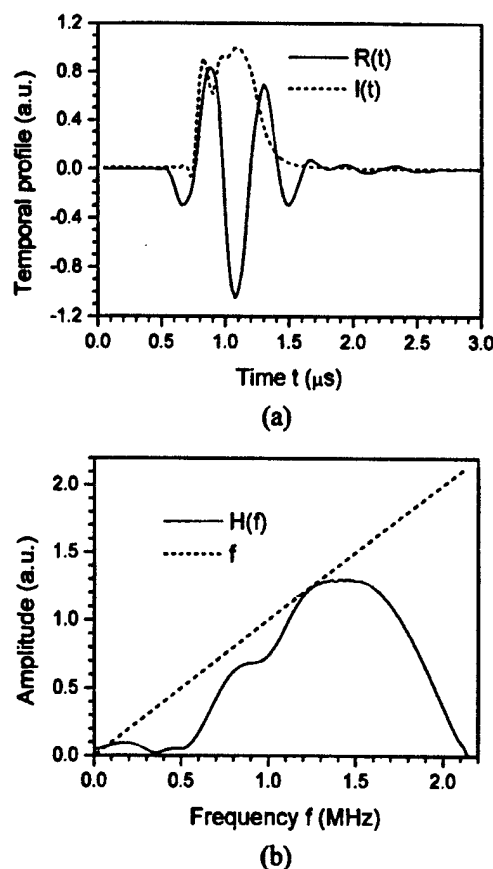 1.2
0.8
0.4
0.0
-0.4
-0.8
-1.2
Temporal profile (a.u.)
R(t)
I(t)
0.0 0.5 1.0 1.5 2.0 2.5 3.0
Time t (μs)
(a)
2.0
1.5
1.0
0.5
0.0
Amplitude (a.u.)
H(f)
f
0.0 0.5 1.0 1.5 2.0
Frequency f (MHz)
(b)